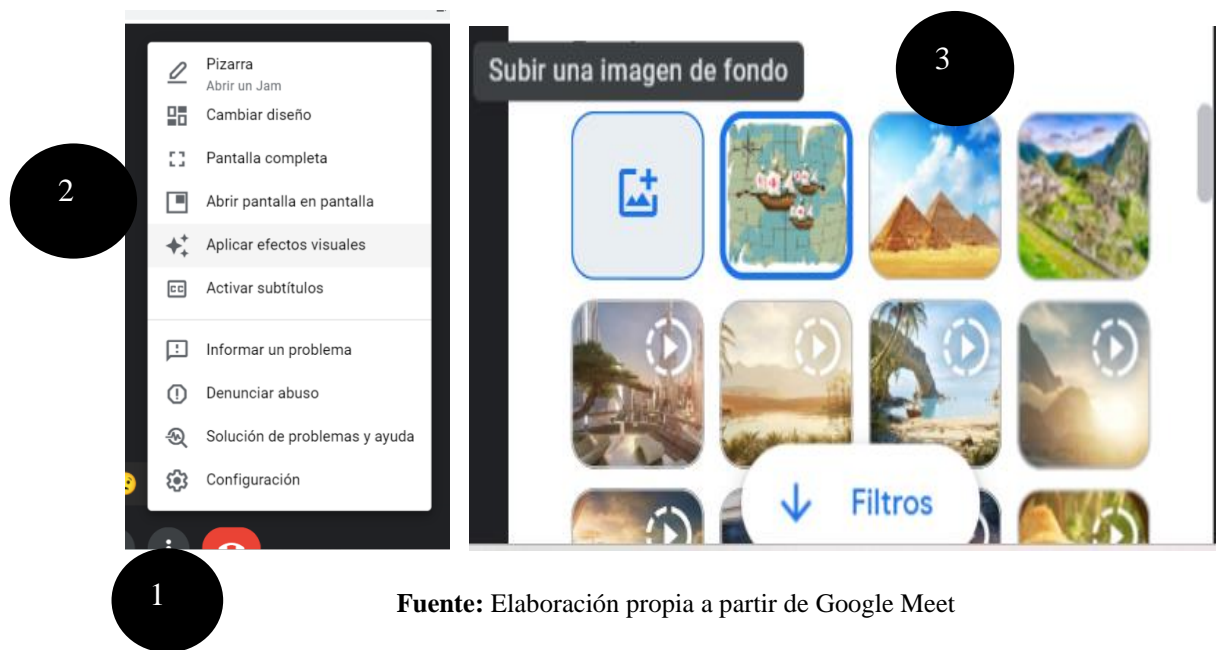 Pizarra
Abrir un Jam
Cambiar diseño
Pantalla completa
2
Abrir pantalla en pantalla
Aplicar efectos visuales
Activar subtítulos
Informar un problema
Denunciar abuso
Solución de problemas y ayuda
Configuración
1
3
Subir una imagen de fondo
Filtros
Fuente: Elaboración propia a partir de Google Meet